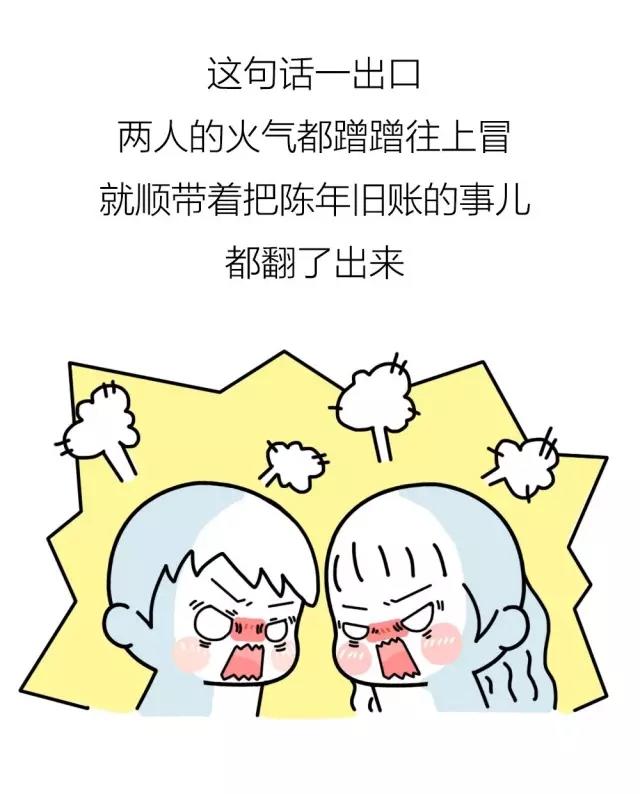 这句话一出口
两人的火气都蹭蹭往上冒
就顺带着把陈年旧账的事儿
都翻了出来